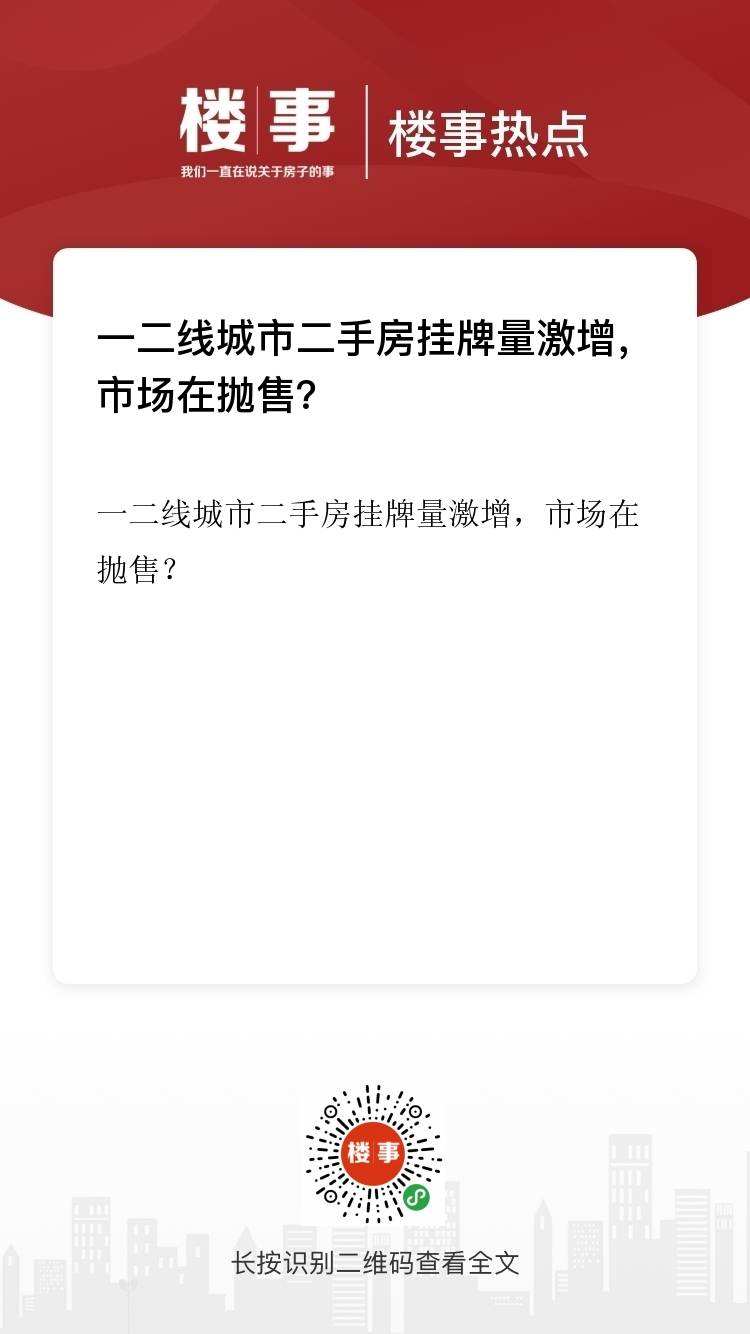 楼事
我们一直在说关于房子的事
楼事热点
一二线城市二手房挂牌量激增，
市场在抛售？
一二线城市二手房挂牌量激增，市场在
抛售？
楼事
长按识别二维码查看全文